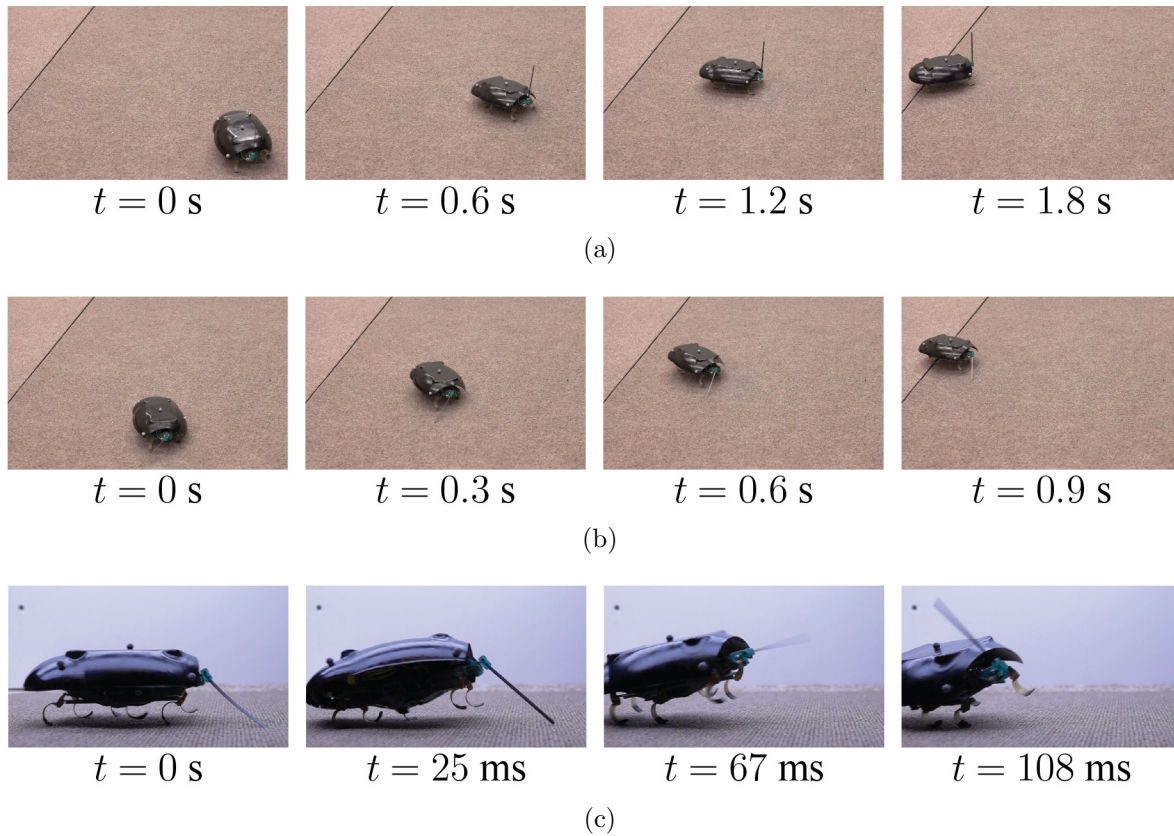 t = 0 s t = 0.6 s t = 1.2 s t = 1.8 s
(a)
t = 0 s t = 0.3 s t = 0.6 s t = 0.9 s
(b)
t = 0 s t = 25 ms t = 67 ms t = 108 ms
(c)